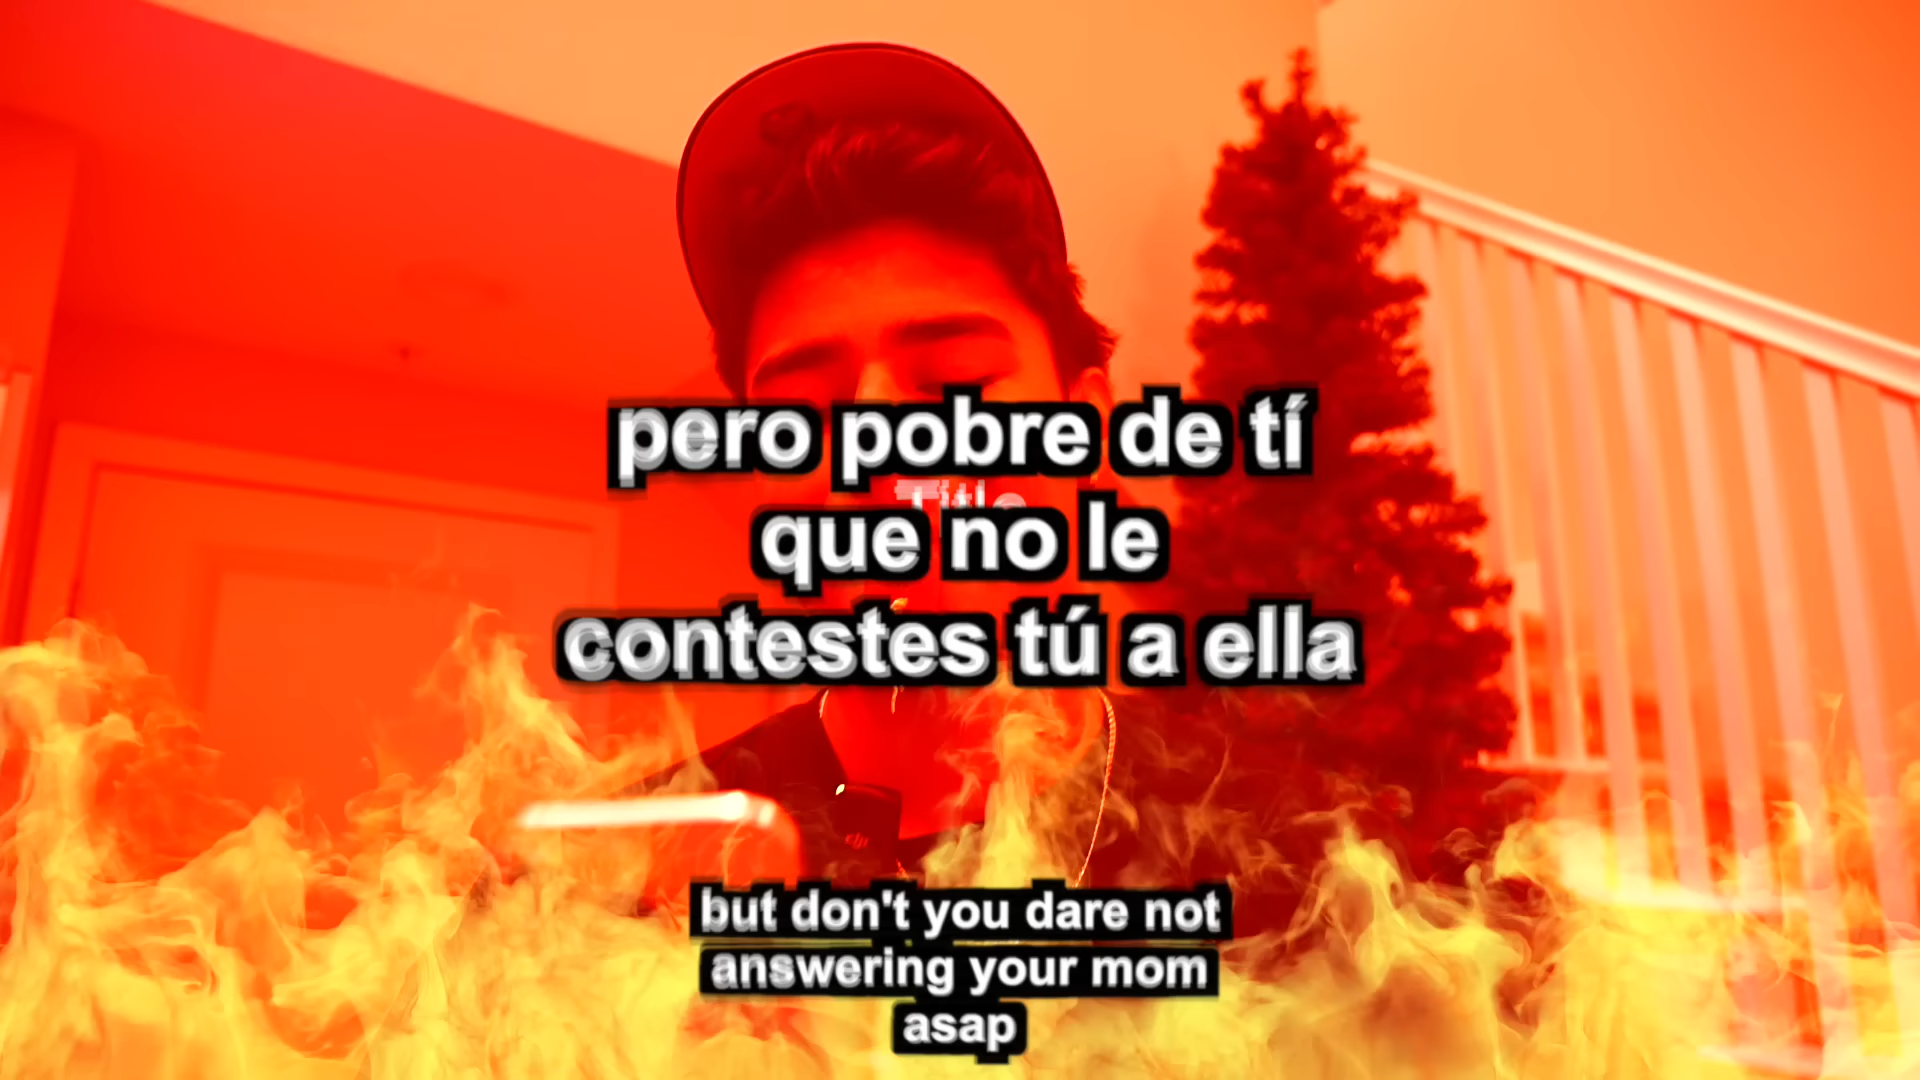 pero pobre de tí
Title
que no le
contestes tú a ella
but don't you dare not
answering your mom
asap